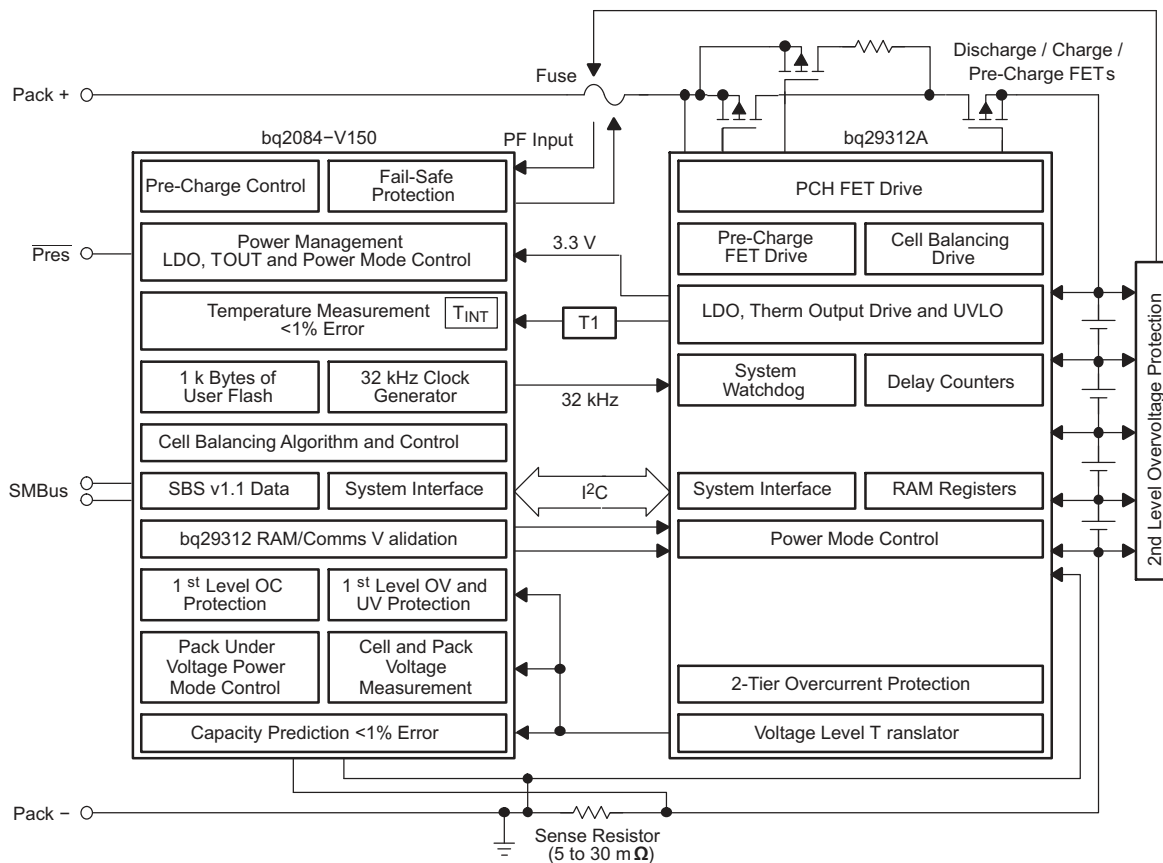 Discharge / Charge /
Pre-Charge FETs
Fuse
Pack +
PF Input
bq2084−V150
bq29312A
Pre-Charge Control
Fail-Safe
Protection
PCH FET Drive
Pres
Power Management
LDO, TOUT and Power Mode Control
3.3 V
Pre-Charge
FET Drive
Cell Balancing
Drive
Temperature Measurement
<1% Error
TINT
T1
LDO, Therm Output Drive and UVLO
1 k Bytes of
User Flash
32 kHz Clock
Generator
32 kHz
System
Watchdog
Delay Counters
2nd Level Overvoltage Protection
Cell Balancing Algorithm and Control
SMBus
SBS v1.1 Data
System Interface
I2C
System Interface
RAM Registers
bq29312 RAM/Comms V alidation
Power Mode Control
1 st Level OC
Protection
1 st Level OV and
UV Protection
Pack Under
Voltage Power
Mode Control
Cell and Pack
Voltage
Measurement
2-Tier Overcurrent Protection
Capacity Prediction <1% Error
Voltage Level T ranslator
Pack −
Sense Resistor
(5 to 30 m Ω)